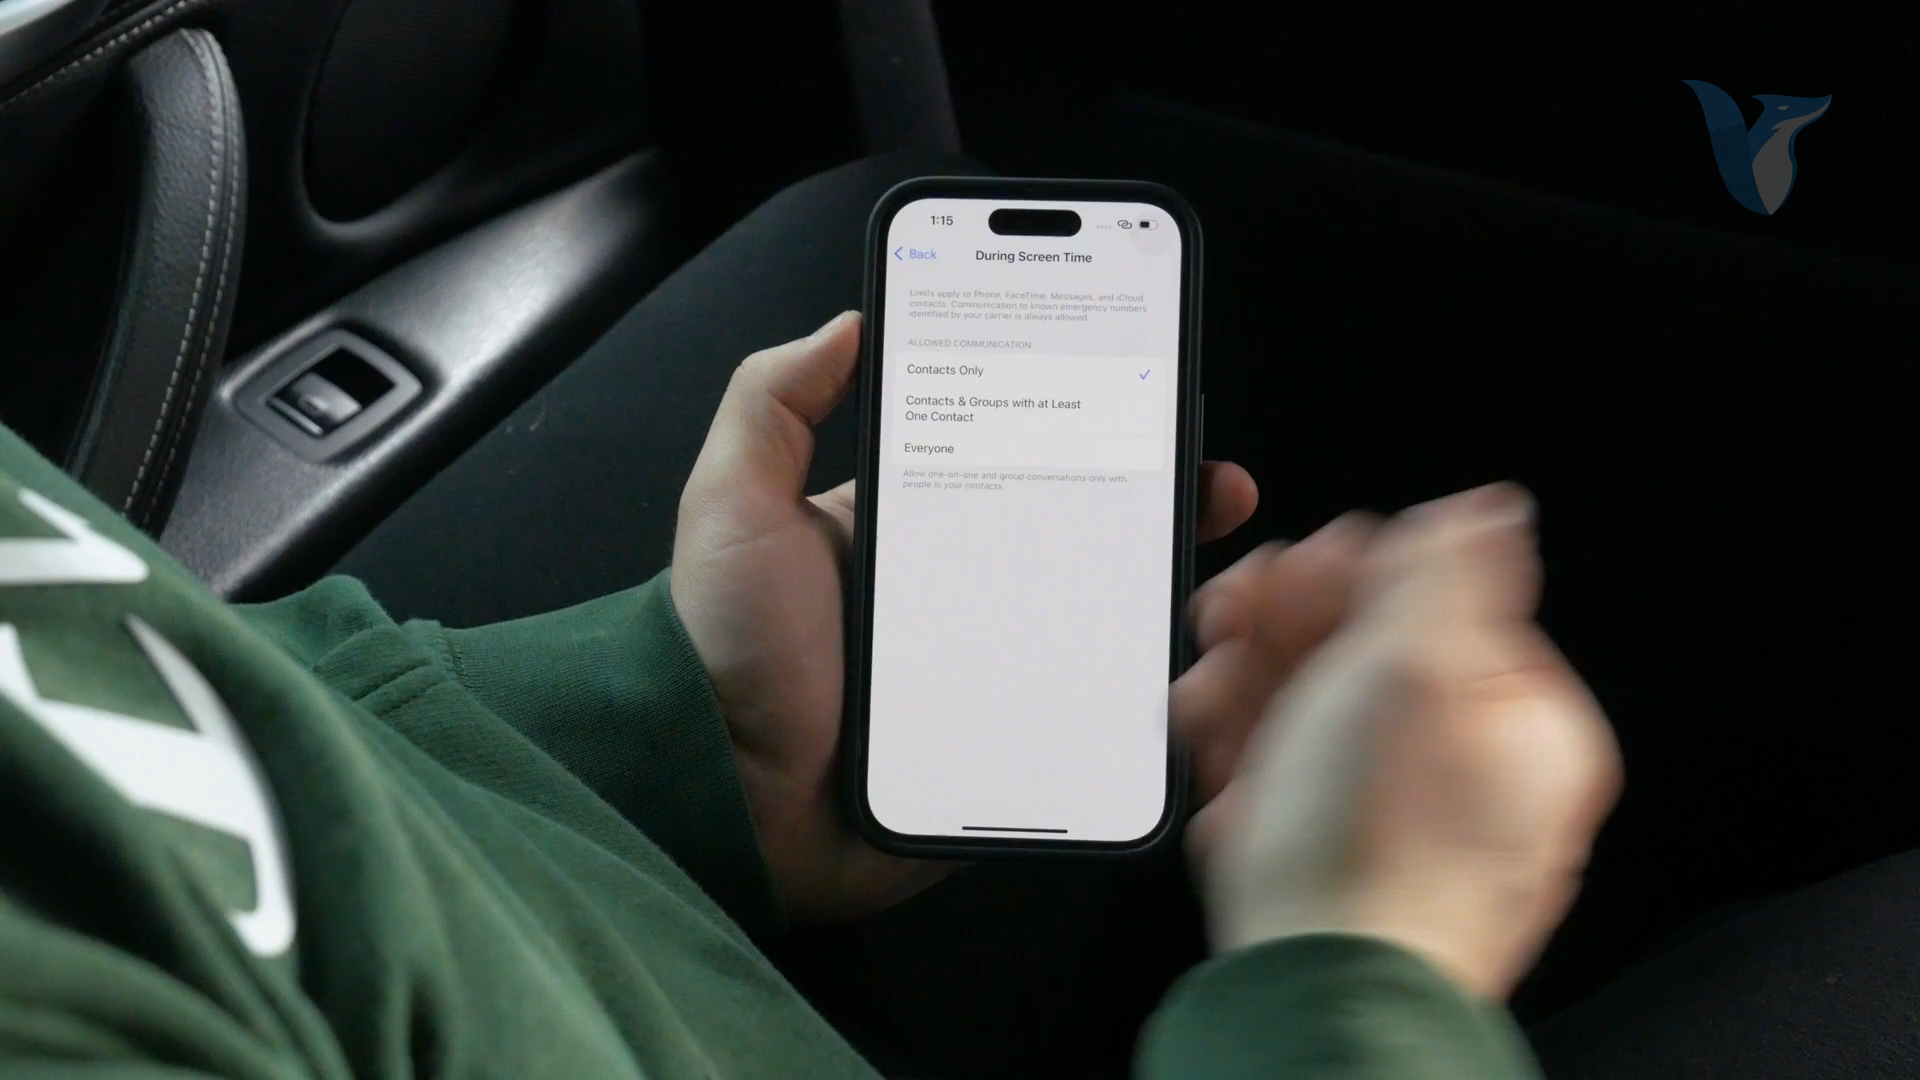 1:15
Back
During Screen Time
Limits apply to Phone, FaceTime, Messages, and iCloud
contacts. Communication to known emergency numbers
identified by your carrier is always allowed.
ALLOWED COMMUNICATION
Contacts Only
Contacts & Groups with at Least
One Contact
Everyone
Allow one-on-one and group conversations only with
people in your contacts.